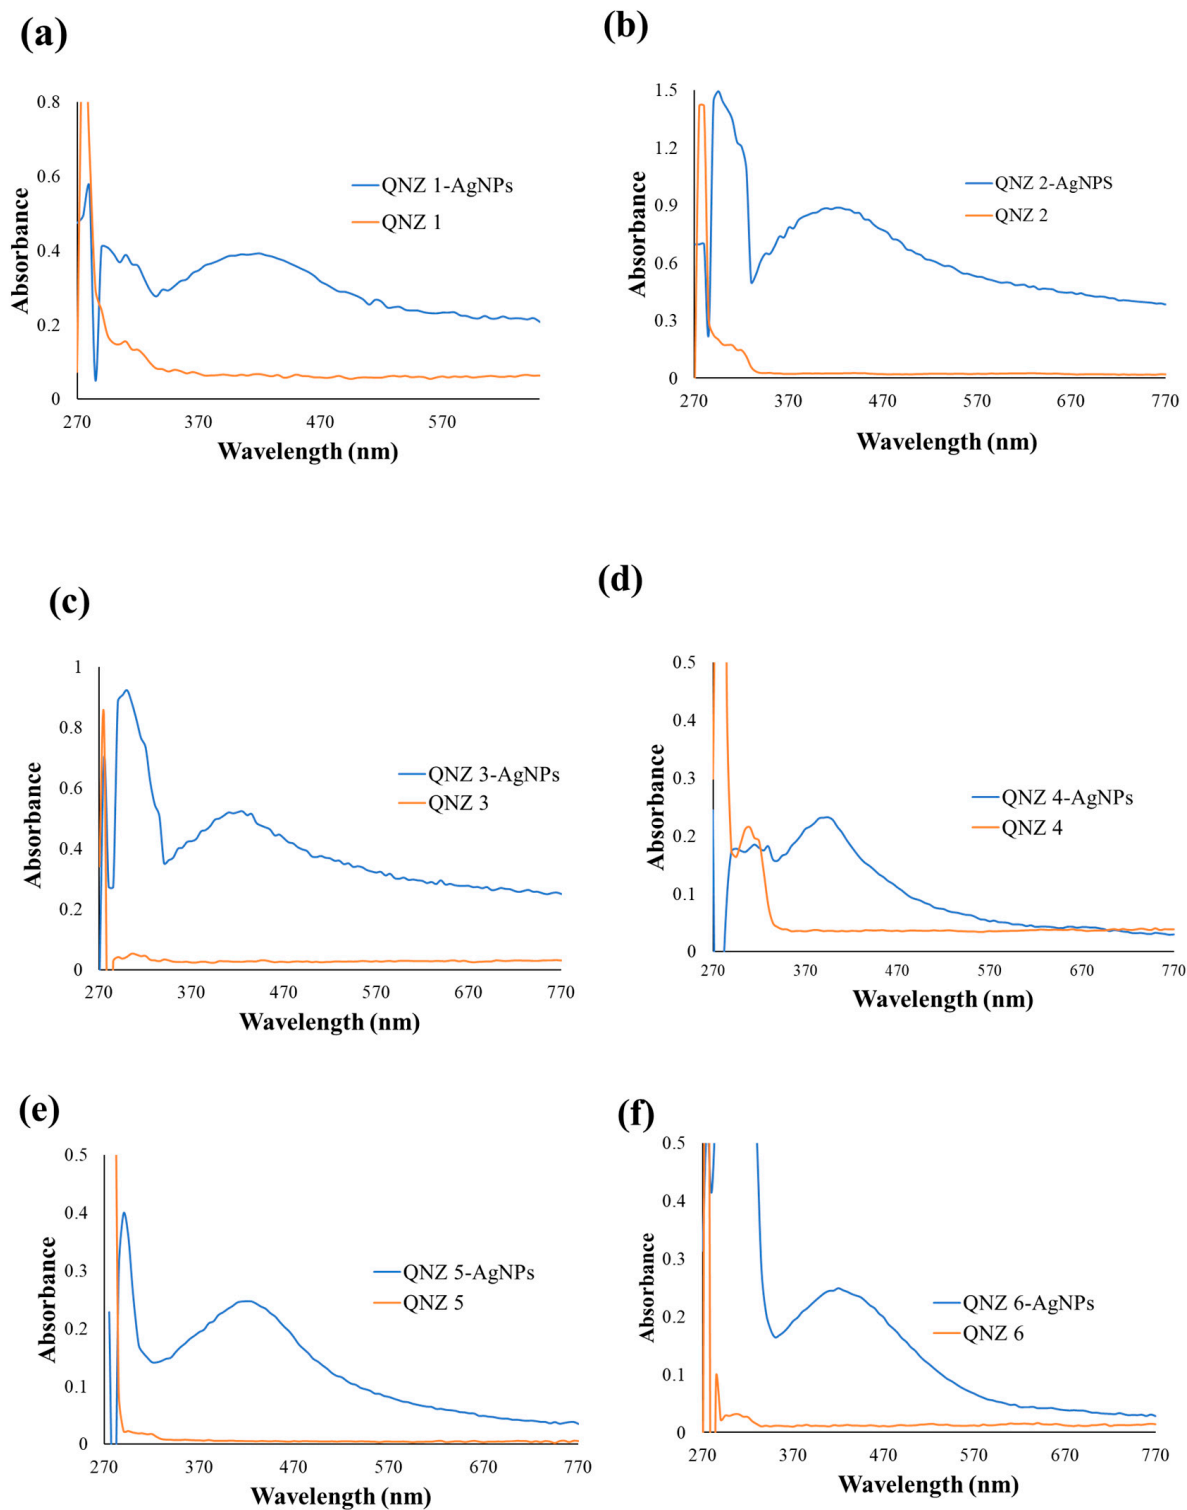 (a)
0.8
0.6
0.4
0.2
0
Absorbance
QNZ 1-AgNPs
QNZ 1
270
370
470
570
Wavelength (nm)
(b)
1.5
1.2
0.9
0.6
0.3
0
Absorbance
QNZ 2-AgNPS
QNZ 2
270
370
470
570
670
770
Wavelength (nm)
(c)
1
0.8
0.6
0.4
0.2
0
Absorbance
QNZ 3-AgNPs
QNZ 3
270
370
470
570
670
770
Wavelength (nm)
(d)
0.5
0.4
0.3
0.2
0.1
0
Absorbance
QNZ 4-AgNPs
QNZ 4
270
370
470
570
670
770
Wavelength (nm)
(e)
0.5
0.4
0.3
0.2
0.1
0
Absorbance
QNZ 5-AgNPs
QNZ 5
270
370
470
570
670
770
Wavelength (nm)
(f)
0.5
0.4
0.3
0.2
0.1
0
Absorbance
QNZ 6-AgNPs
QNZ 6
270
370
470
570
670
770
Wavelength (nm)